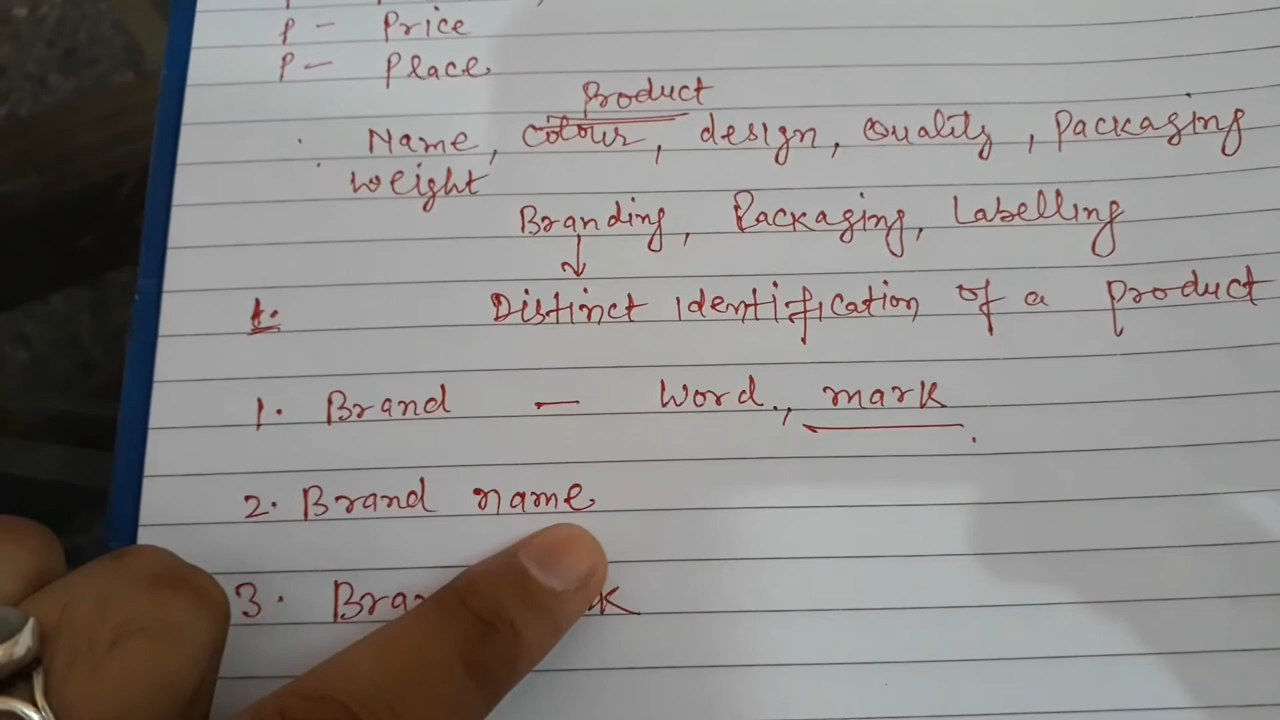 P - Price
P - Place
Product
Name, Colour, design, Quality, Packaging
weight
Branding, Packaging, Labelling
↓
1. Distinct identification of a product
1. Brand - Word, mark
2. Brand name
3. Bra